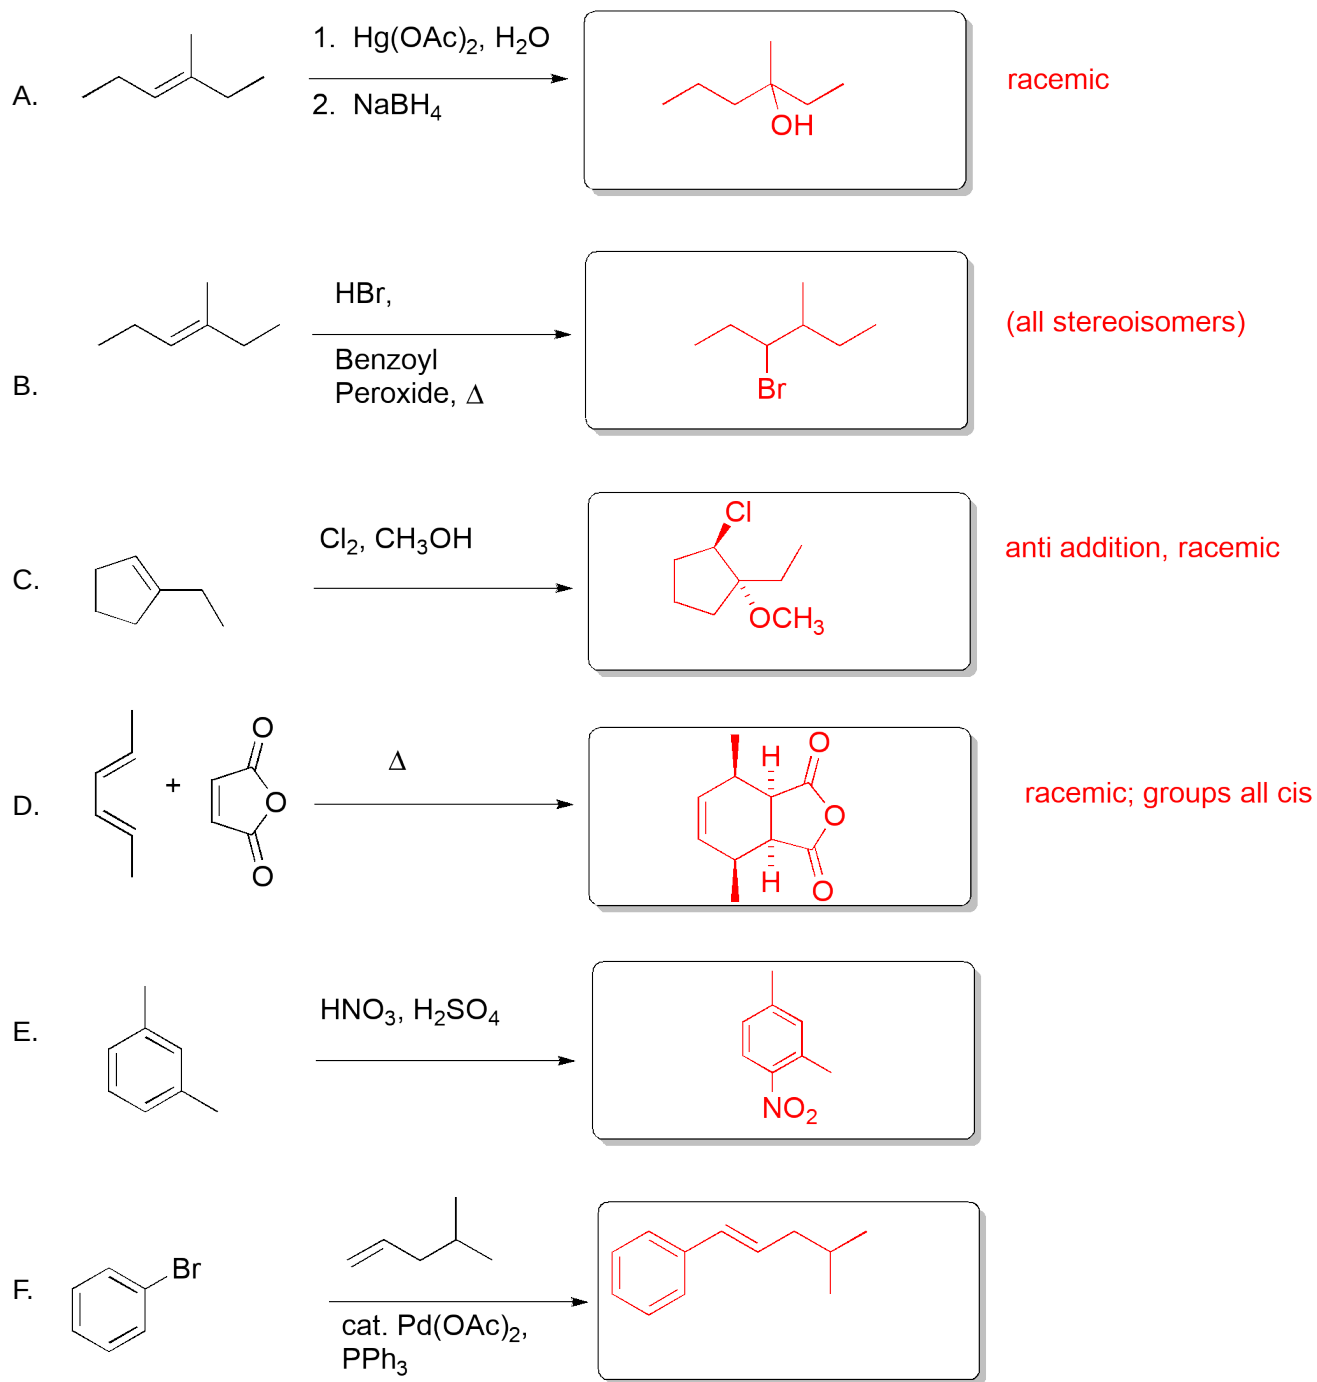 A.
1. Hg(OAc)2, H2O
2. NaBH4
OH
racemic
B.
HBr,
Benzoyl
Peroxide, Δ
Br
(all stereoisomers)
C.
Cl2, CH3OH
Cl
OCH3
anti addition, racemic
D.
+
O
O
O
Δ
H
H
O
O
O
racemic; groups all cis
E.
HNO3, H2SO4
NO2
F.
Br
cat. Pd(OAc)2,
PPh3